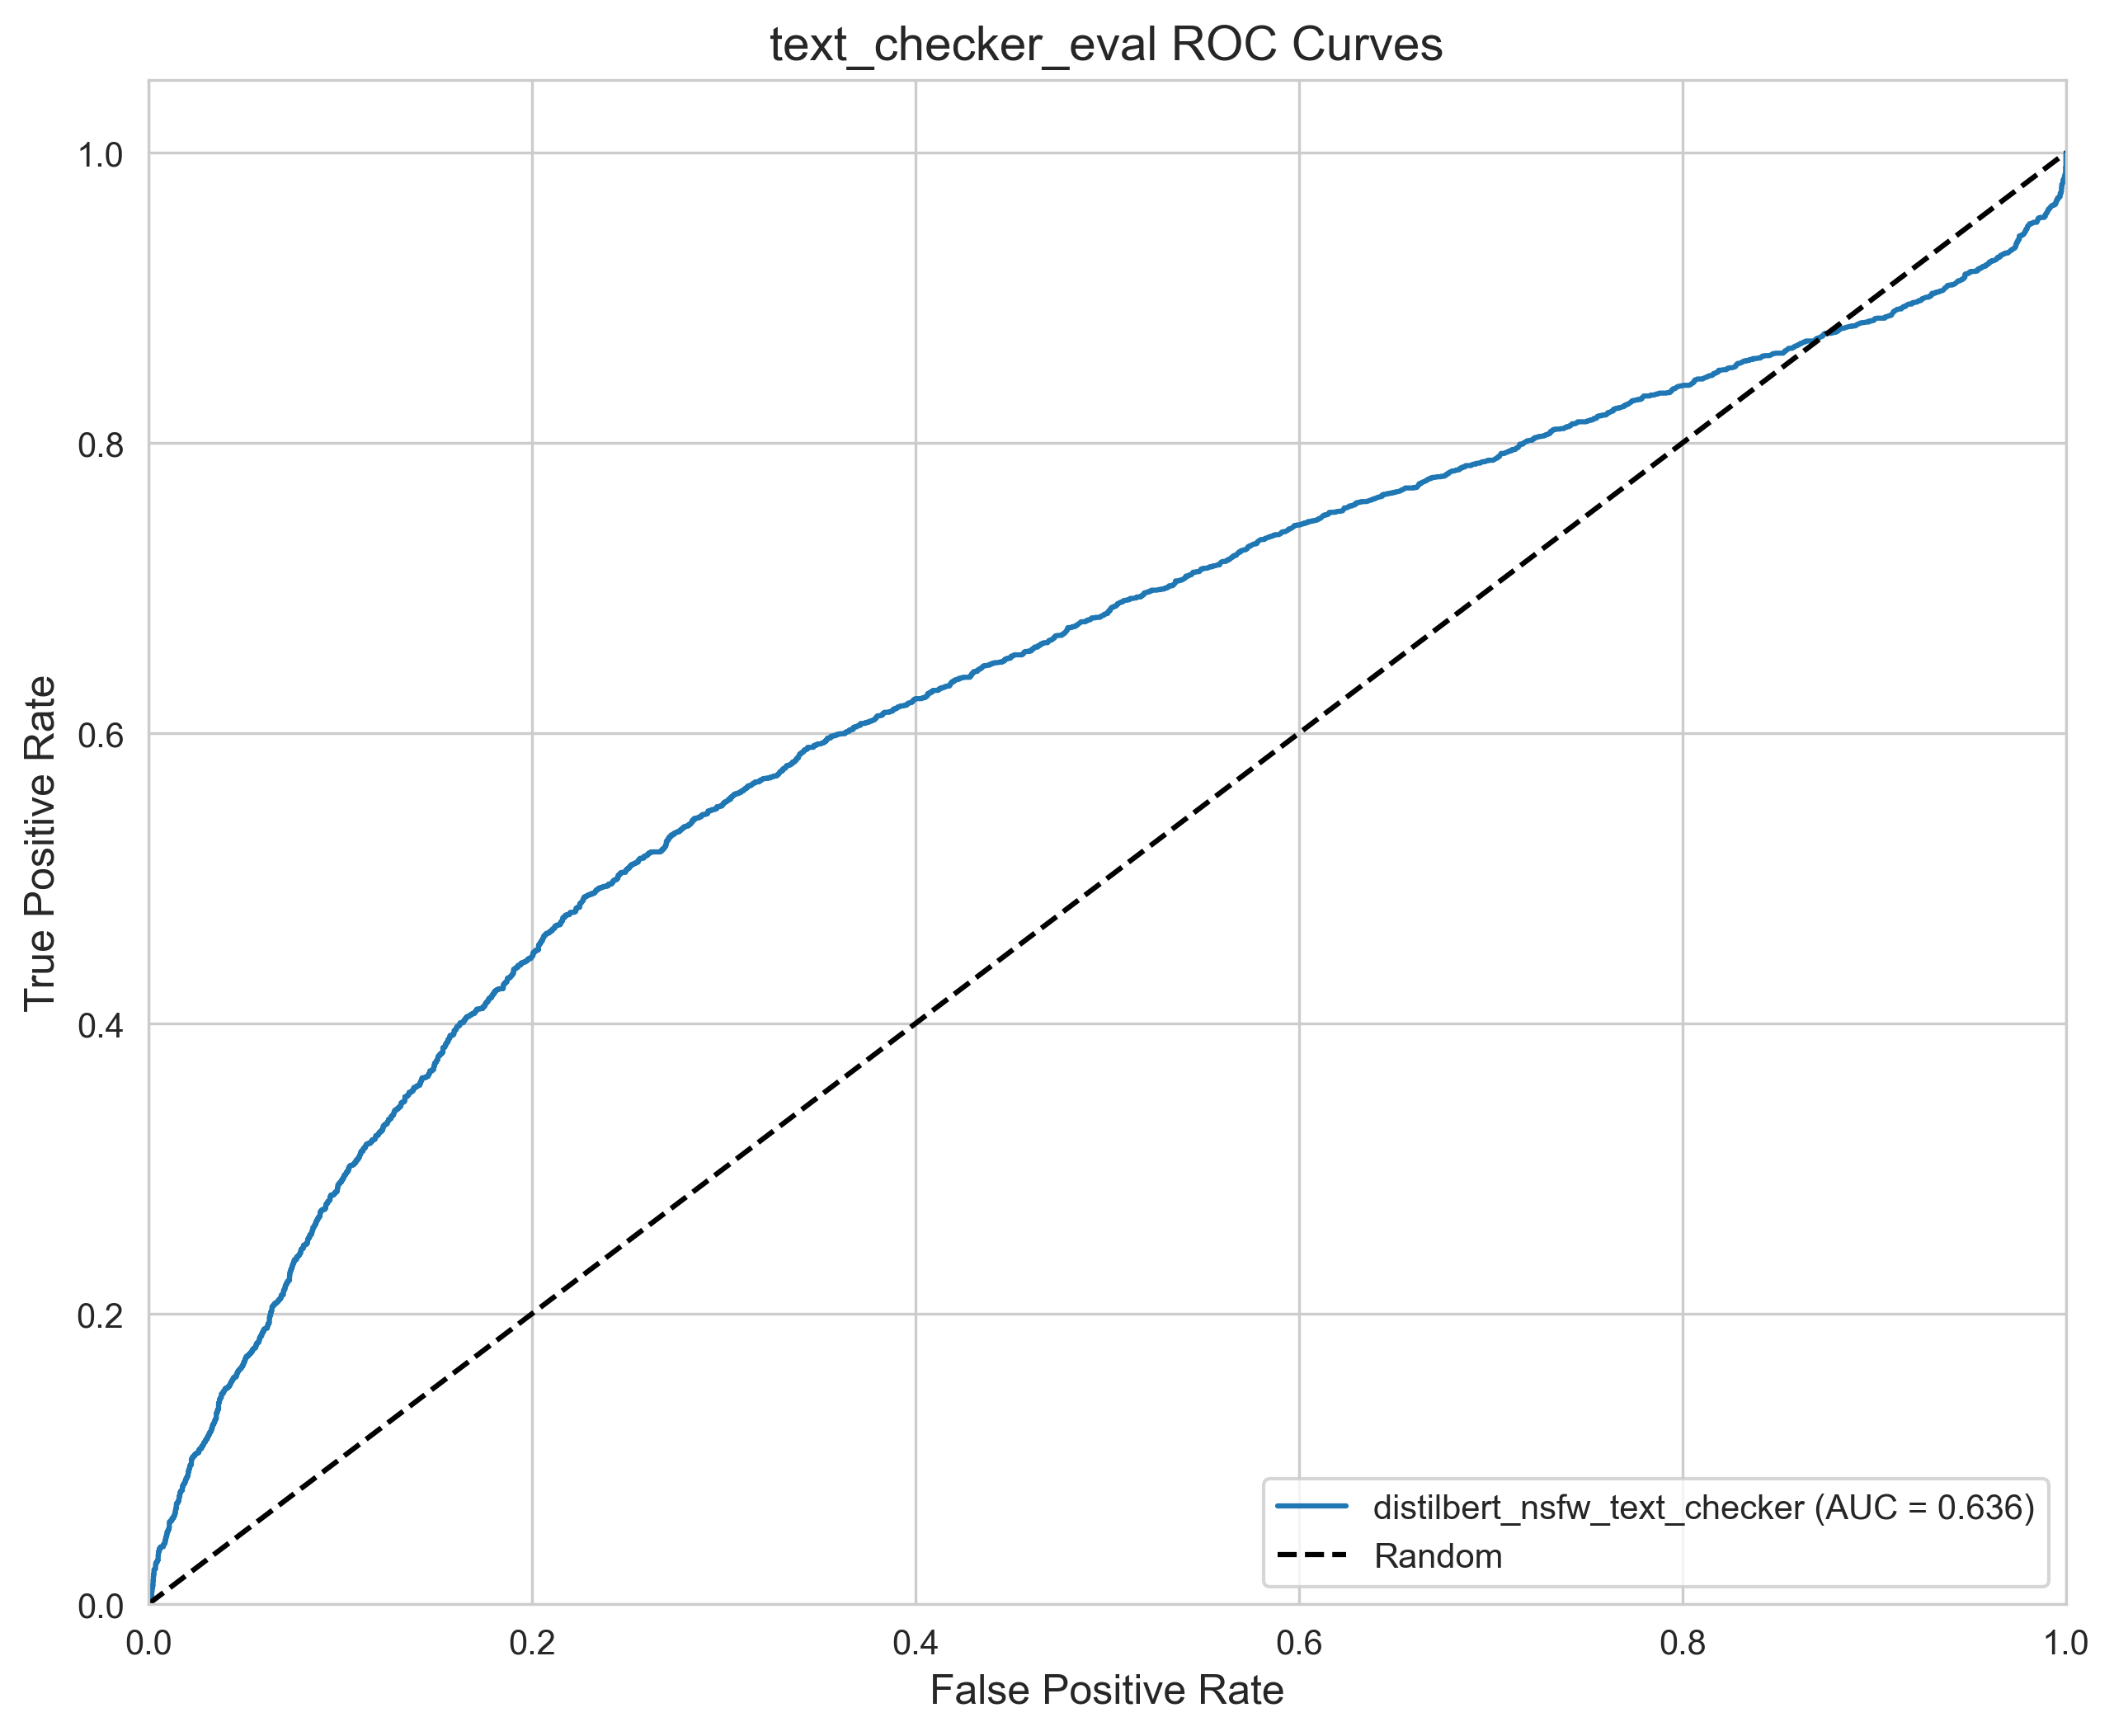 text_checker_eval ROC Curves
True Positive Rate
1.0
0.8
0.6
0.4
0.2
0.0
0.0 0.2 0.4 0.6 0.8 1.0
False Positive Rate
distilbert_nsfw_text_checker (AUC = 0.636)
Random